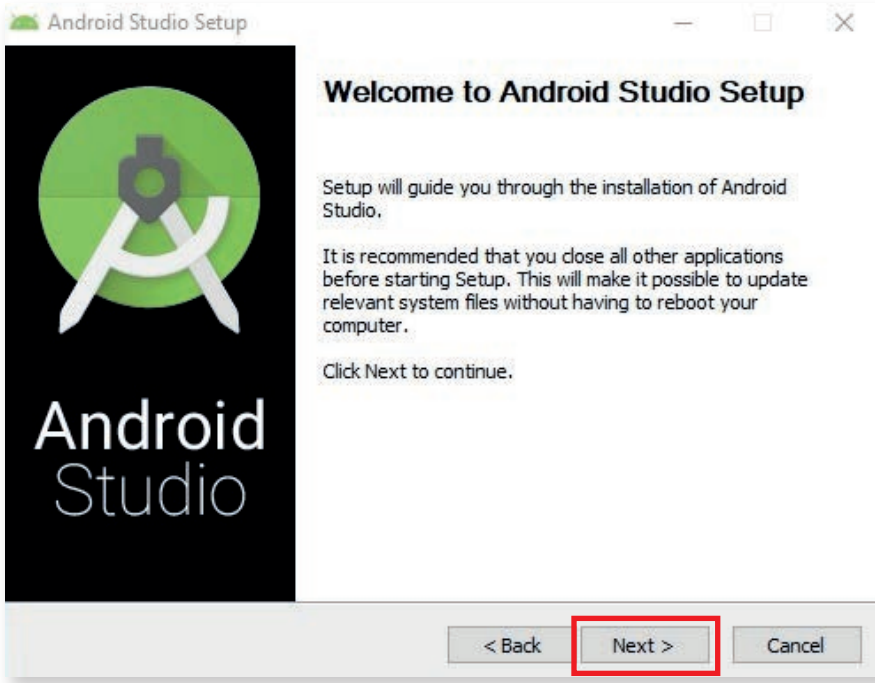 Android Studio Setup
Welcome to Android Studio Setup
Setup will guide you through the installation of Android
Studio.
It is recommended that you close all other applications
before starting Setup. This will make it possible to update
relevant system files without having to reboot your
computer.
Click Next to continue.
Android
Studio
< Back
Next >
Cancel